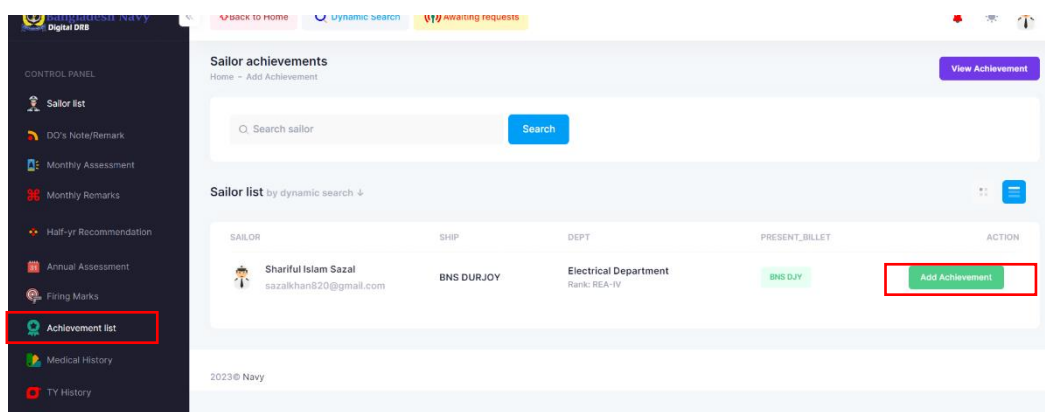 Bangladesh Navy
Digital DRB
Back to Home
Dynamic Search
Awaiting requests
CONTROL PANEL
Sailor list
DO's Note/Remark
Monthly Assessment
Monthly Remarks
Half-yr Recommendation
Annual Assessment
Firing Marks
Achievement list
Medical History
TY History
Sailor achievements
Home - Add Achievement
View Achievement
Search sailor
Search
Sailor list by dynamic search ↓
SAILOR SHIP DEPT PRESENT_BILLET ACTION
Shariful Islam Sazal
sazalkhan820@gmail.com
BNS DURJOY
Electrical Department
Rank: REA-IV
BNS DJY
Add Achievement
2023© Navy